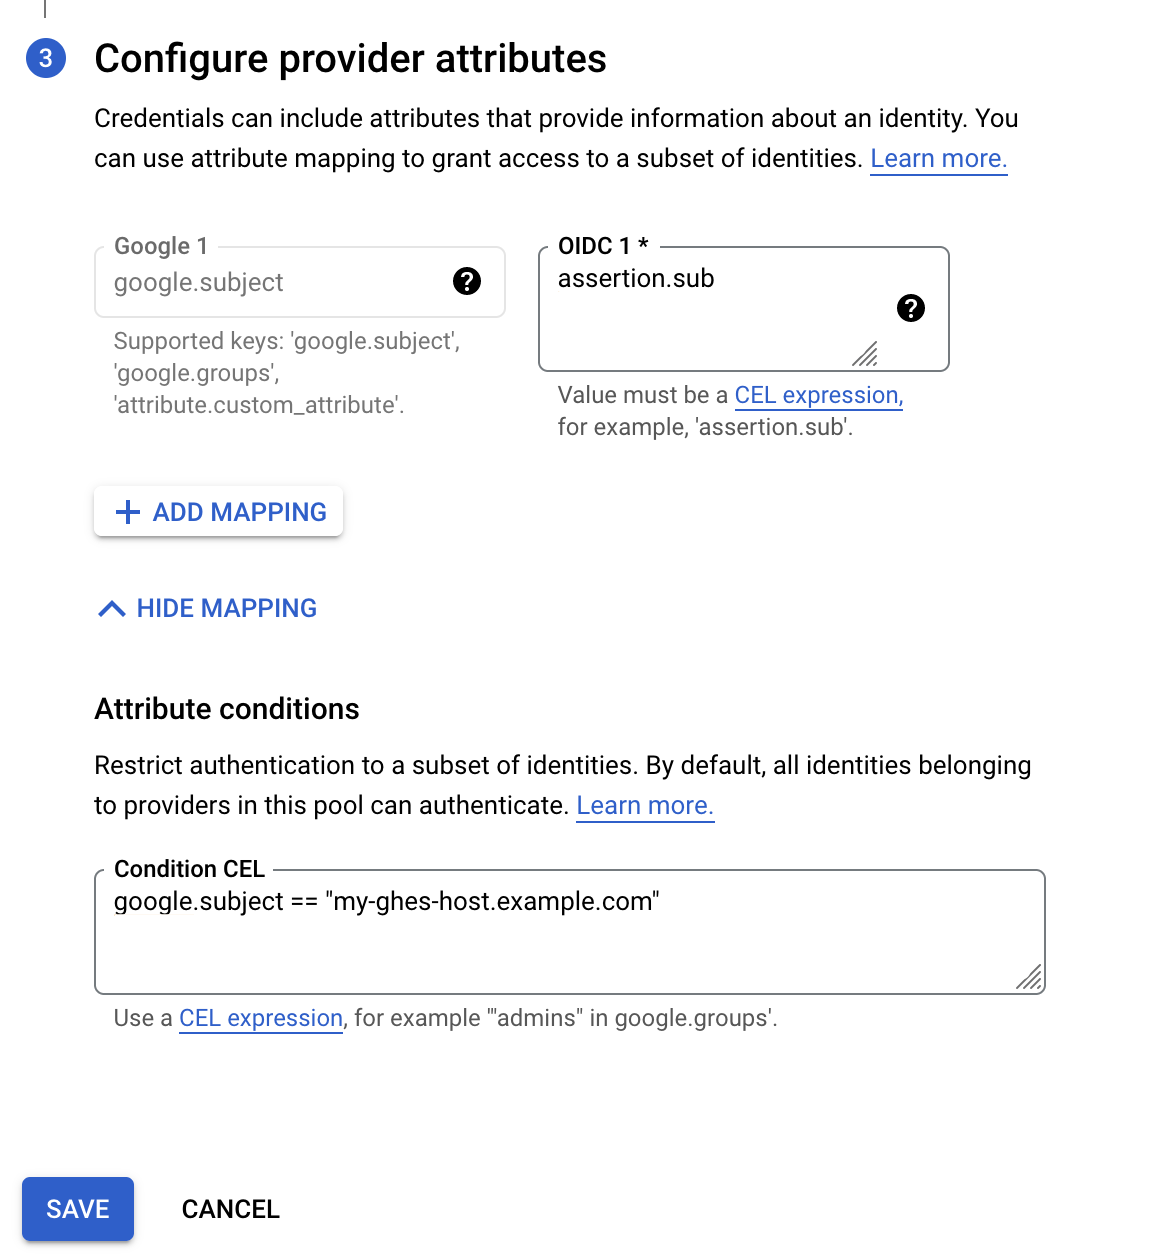 3 Configure provider attributes
Credentials can include attributes that provide information about an identity. You
can use attribute mapping to grant access to a subset of identities. Learn more.
Google 1
google.subject
Supported keys: 'google.subject',
'google.groups',
'attribute.custom_attribute'.
OIDC 1 *
assertion.sub
Value must be a CEL expression,
for example, 'assertion.sub'.
ADD MAPPING
HIDE MAPPING
Attribute conditions
Restrict authentication to a subset of identities. By default, all identities belonging
to providers in this pool can authenticate. Learn more.
Condition CEL
google.subject == "my-ghes-host.example.com"
Use a CEL expression, for example '"admins" in google.groups'.
SAVE CANCEL